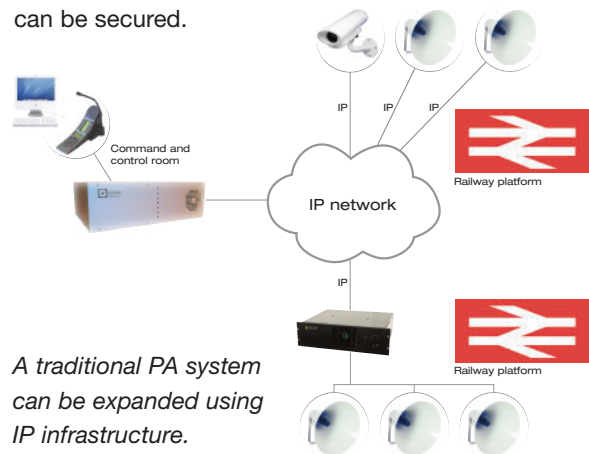 can be secured.
IP
IP
IP
Command and
control room
Railway platform
IP network
IP
Railway platform
A traditional PA system
can be expanded using
IP infrastructure.